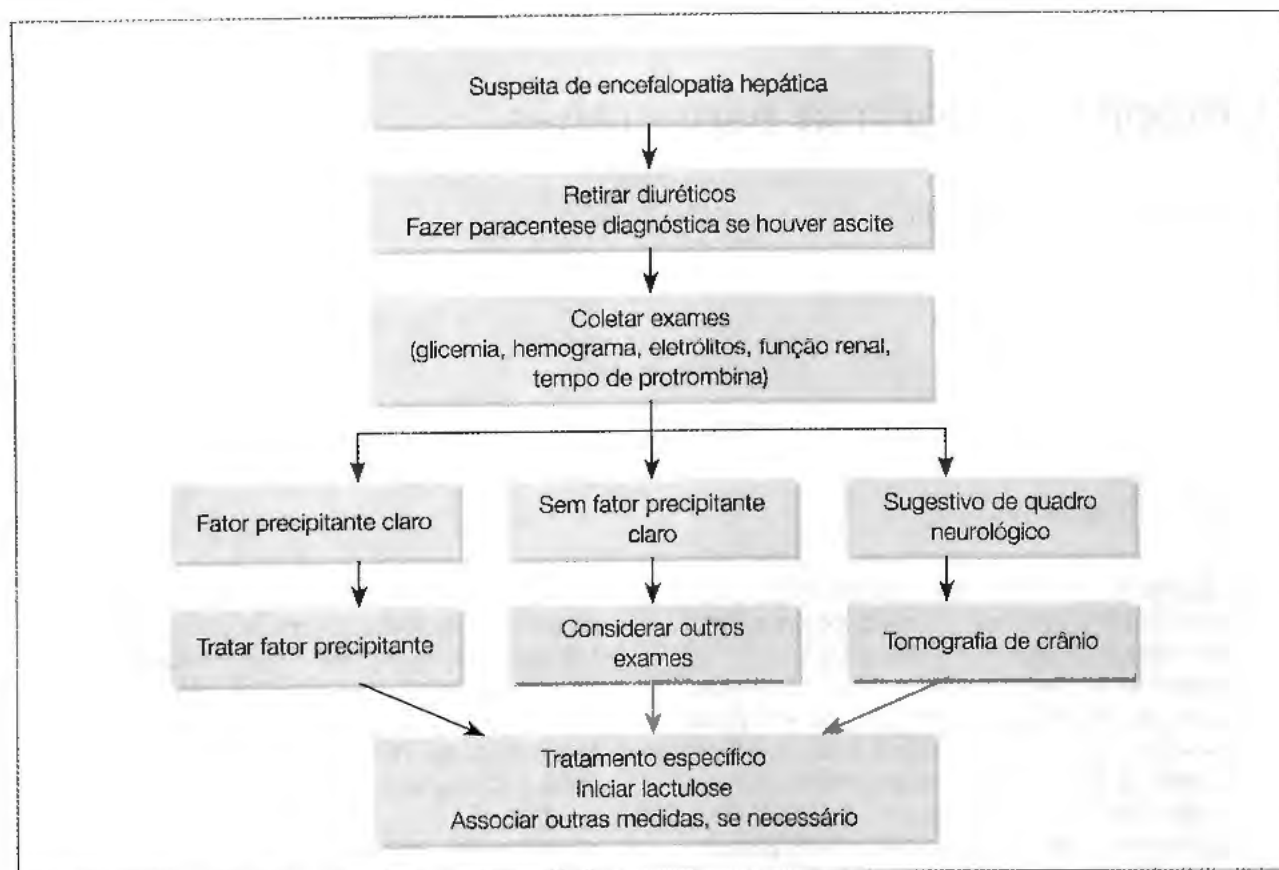 Suspeita de encefalopatia hepática
Retirar diuréticos
Fazer paracentese diagnóstica se houver ascite
Coletar exames
(glicemia, hemograma, eletrólitos, função renal,
tempo de protrombina)
Fator precipitante claro
Sem fator precipitante
claro
Sugestivo de quadro
neurológico
Tratar fator precipitante
Considerar outros
exames
Tomografia de crânio
Tratamento específico
Iniciar lactulose
Associar outras medidas, se necessário